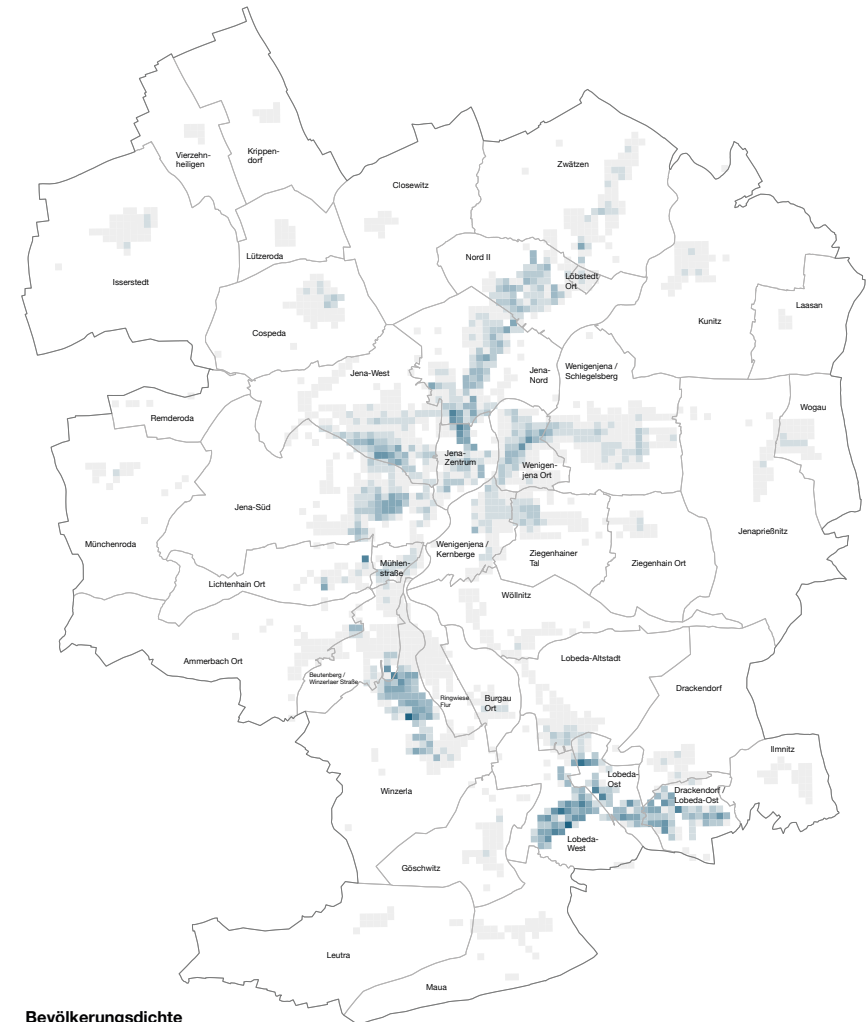 Vierzehn-
heiligen
Krippen-
dorf
Closewitz
Zwätzen
Lützeroda
Nord II
Löbstedt
Ort
Isserstedt
Laasan
Kunitz
Cospeda
Jena-West
Jena-
Nord
Wenigenjena /
Schlegelsberg
Remderoda
Wogau
Jena-
Zentrum
Wenigen-
jena Ort
Jena-Süd
Münchenroda
Jenaprießnitz
Wenigenjena /
Kernberge
Ziegenhainer
Tal
Ziegenhain Ort
Mühlen-
straße
Lichtenhain Ort
Wöllnitz
Ammerbach Ort
Lobeda-Altstadt
Beutenberg /
Winzerlaer Straße
Drackendorf
Ringwiese
Flur
Burgau
Ort
Ilmnitz
Lobeda-
Ost
Winzerla
Drackendorf /
Lobeda-Ost
Lobeda-
West
Göschwitz
Leutra
Maua
Bevölkerungsdichte